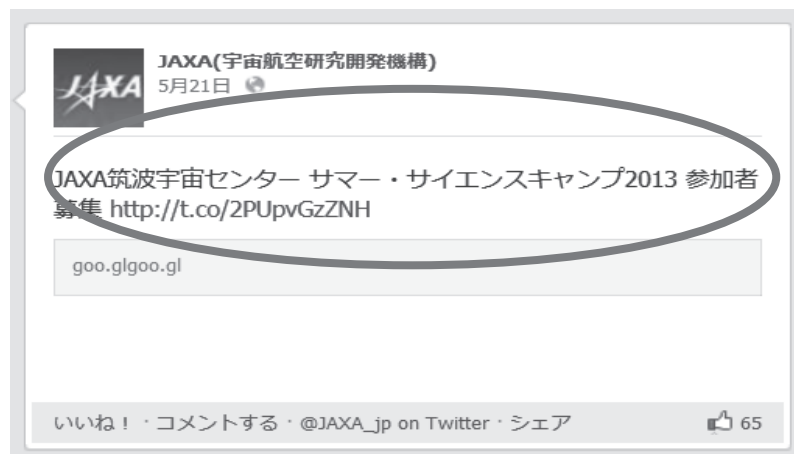 JAXA
JAXA(宇宙航空研究開発機構)
5月21日
JAXA筑波宇宙センター サマー・サイエンスキャンプ2013 参加者
募集 http://t.co/2PUpvGzZNH
goo.glgoo.gl
いいね！ · コメントする · @JAXA_jp on Twitter · シェア 65